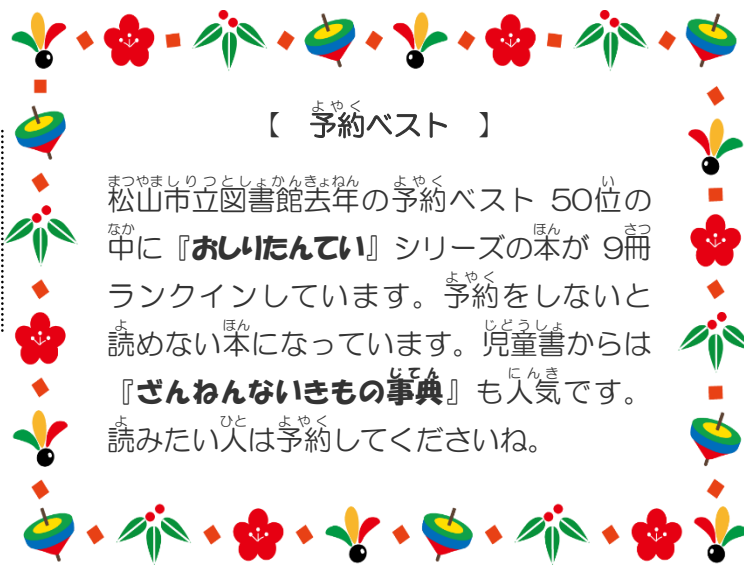 【 予約ベスト 】
松山市立図書館去年の予約ベスト 50位の
中に『おしりたんてい』シリーズの本が 9冊
ランクインしています。予約をしないと
読めない本になっています。児童書からは
『ざんねんないきもの事典』も人気です。
読みたい人は予約してくださいね。